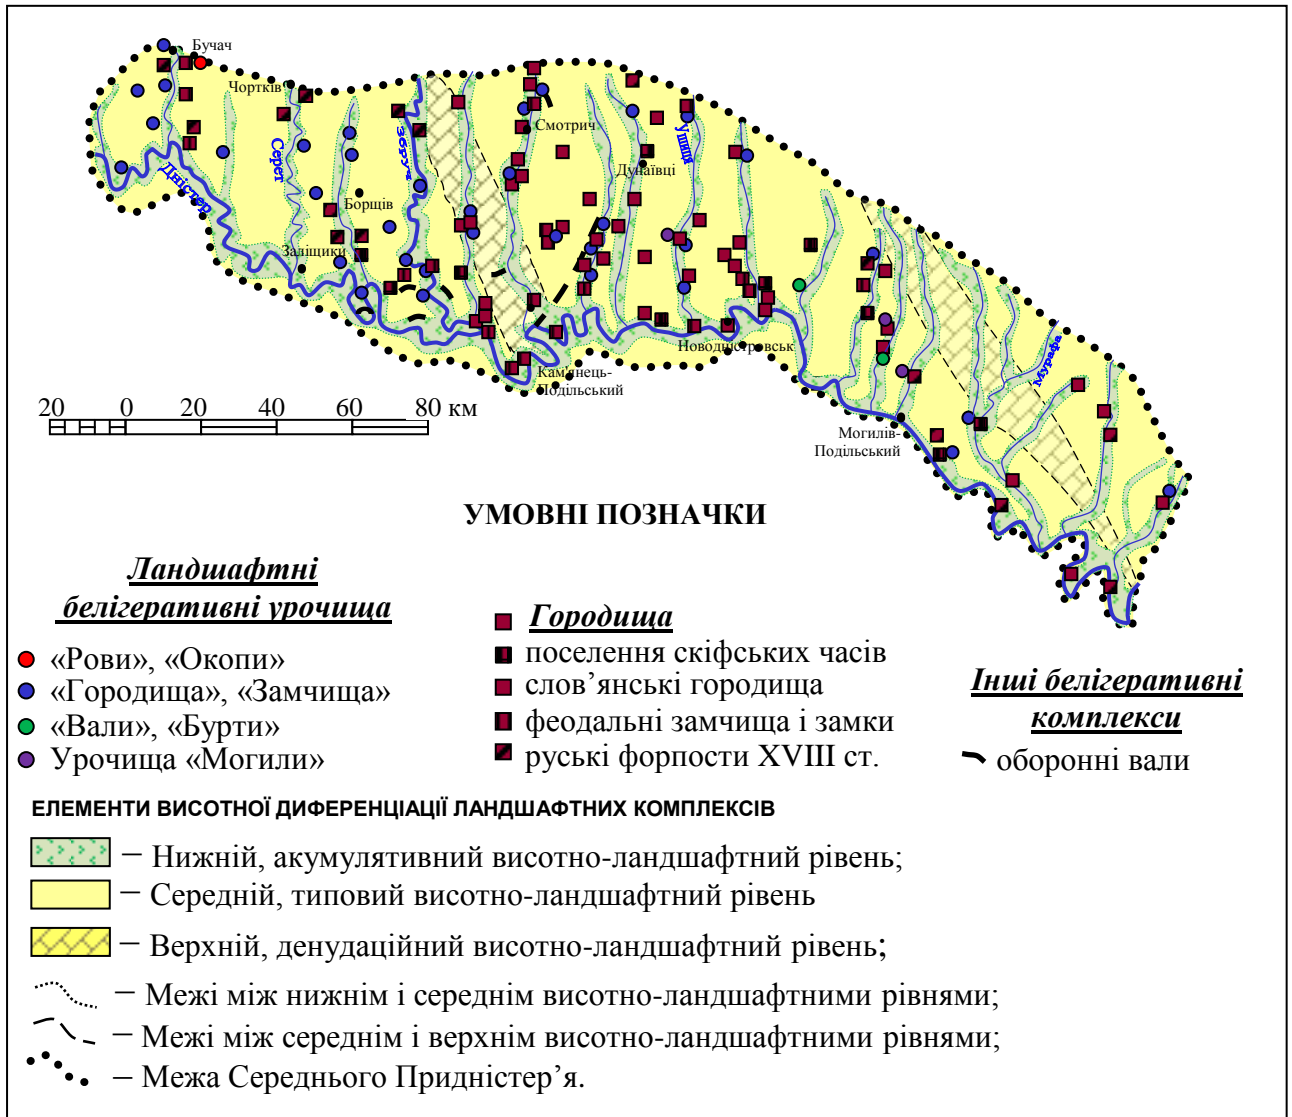 Бучач
Чортків
Смотрич
Збруч
Ушиця
Серет
Дністер
Дунаївці
Борщів
Заліщики
Новодністровськ
Мурафа
Кам'янець-
Подільський
20 0 20 40 60 80 км
Могилів-
Подільський
УМОВНІ ПОЗНАЧКИ
Ландшафтні
белігеративні урочища
«Рови», «Окопи»
«Городища», «Замчища»
«Вали», «Бурти»
Урочища «Могили»
Городища
поселення скіфських часів
слов’янські городища
феодальні замчища і замки
руські форпости XVIII ст.
Інші белігеративні
комплекси
оборонні вали
ЕЛЕМЕНТИ ВИСОТНОЇ ДИФЕРЕНЦІАЦІЇ ЛАНДШАФТНИХ КОМПЛЕКСІВ
– Нижній, акумулятивний висотно-ландшафтний рівень;
– Середній, типовий висотно-ландшафтний рівень
– Верхній, денудаційний висотно-ландшафтний рівень;
– Межі між нижнім і середнім висотно-ландшафтними рівнями;
– Межі між середнім і верхнім висотно-ландшафтними рівнями;
– Межа Середнього Придністер’я.